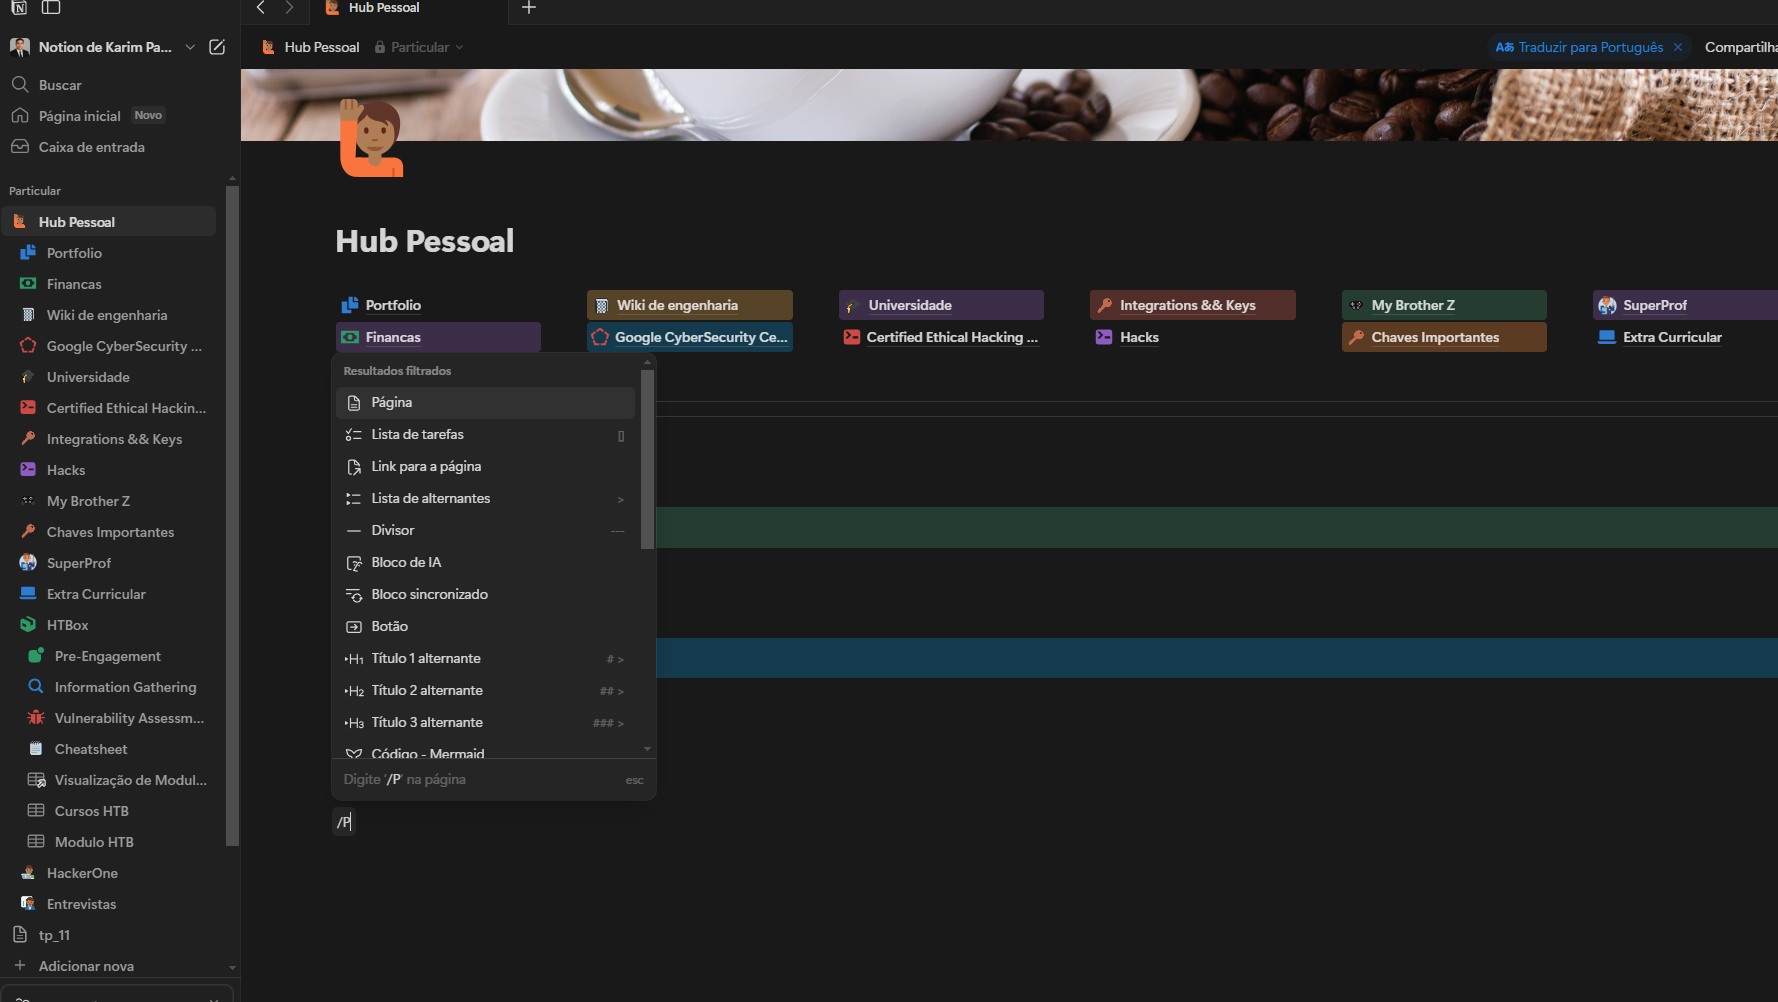 Hub Pessoal
Notion de Karim Pa...
Hub Pessoal
Particular
Aあ Traduzir para Português
Buscar
Página inicial
Novo
Caixa de entrada
Particular
Hub Pessoal
Portfolio
Financas
Wiki de engenharia
Google CyberSecurity ...
Universidade
Certified Ethical Hackin...
Integrations && Keys
Hacks
My Brother Z
Chaves Importantes
SuperProf
Extra Curricular
HTBox
Pre-Engagement
Information Gathering
Vulnerability Assessm...
Cheatsheet
Visualização de Modul...
Cursos HTB
Modulo HTB
HackerOne
Entrevistas
tp_11
Adicionar nova
Hub Pessoal
Portfolio
Wiki de engenharia
Universidade
Integrations && Keys
My Brother Z
SuperProf
Financas
Google CyberSecurity Ce...
Certified Ethical Hacking ...
Hacks
Chaves Importantes
Extra Curricular
Resultados filtrados
Página
Lista de tarefas []
Link para a página
Lista de alternantes >
Divisor ---
Bloco de IA
Bloco sincronizado
Botão
H1 Título 1 alternante # >
H2 Título 2 alternante ## >
H3 Título 3 alternante ### >
Código - Mermaid
Digite '/P' na página esc
/P